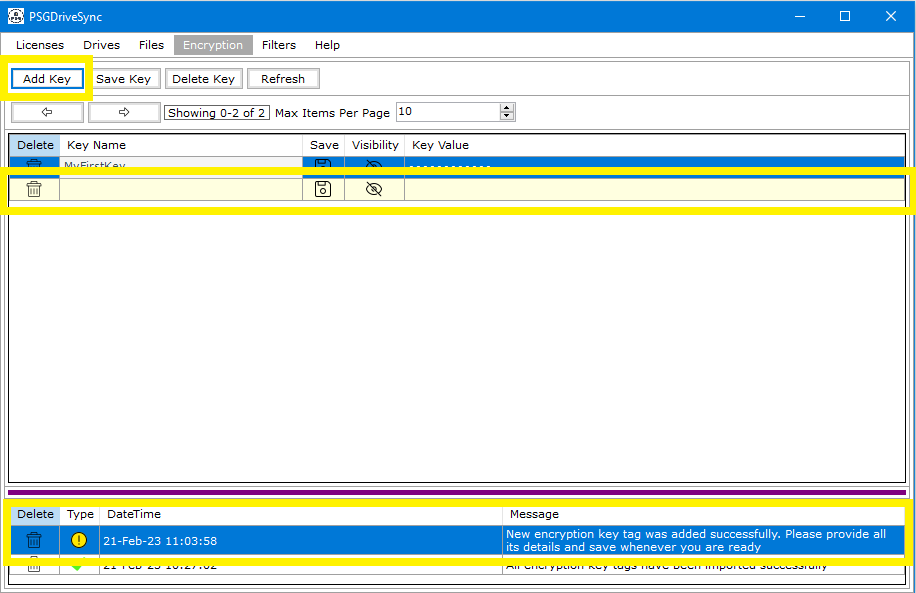 PSGDriveSync
Licenses Drives Files Encryption Filters Help
Add Key Save Key Delete Key Refresh
Showing 0-2 of 2 Max Items Per Page 10
Delete Key Name Save Visibility Key Value
MyFirstKey
Delete Type DateTime Message
21-Feb-23 11:03:58 New encryption key tag was added successfully. Please provide all
its details and save whenever you are ready
21-Feb-23 10:27:02 All encryption key tags have been imported successfully